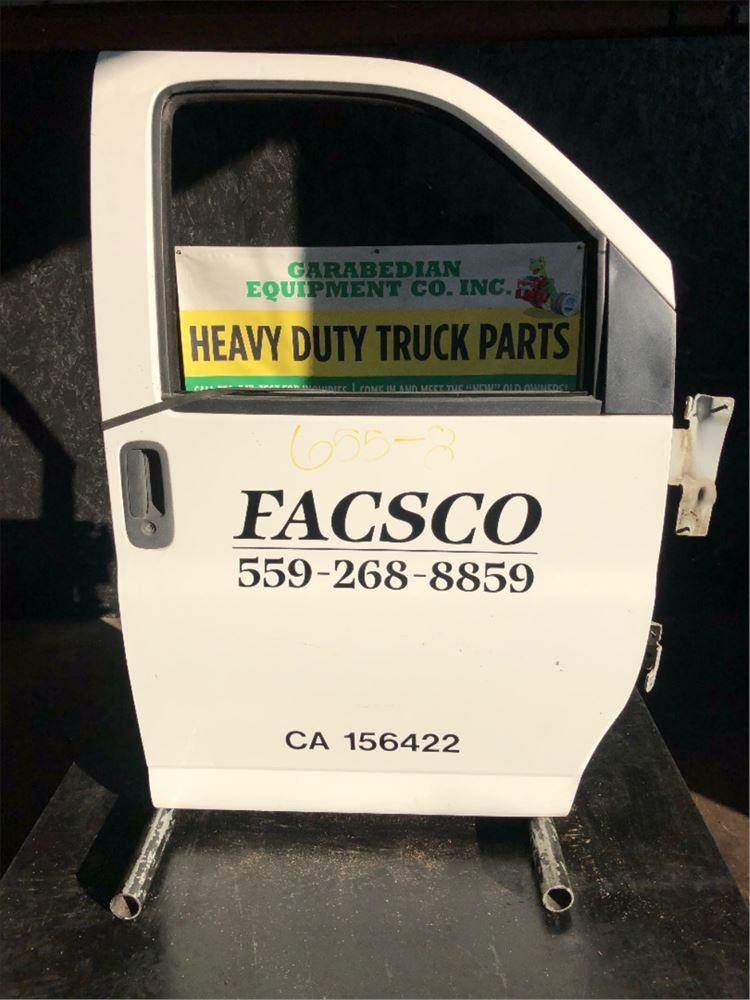 GARABEDIAN
EQUIPMENT CO. INC.
HEAVY DUTY TRUCK PARTS
COME IN AND MEET THE "NEW" OLD OWNERS!
655-8
FACSCO
559-268-8859
CA 156422